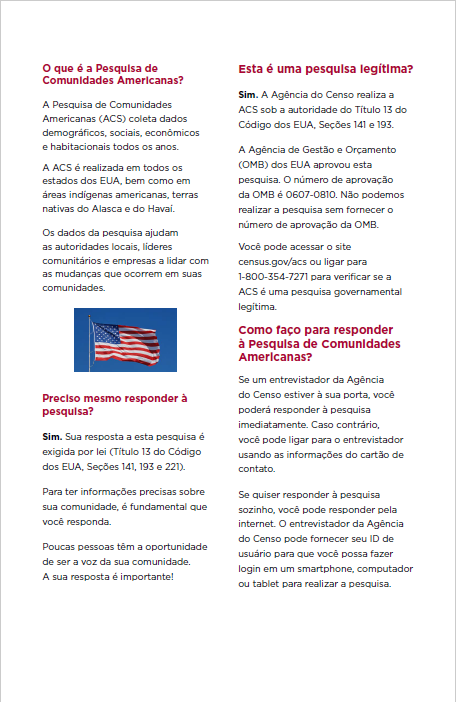 O que é a Pesquisa de
Comunidades Americanas?
A Pesquisa de Comunidades
Americanas (ACS) coleta dados
demográficos, sociais, econômicos
e habitacionais todos os anos.
A ACS é realizada em todos os
estados dos EUA, bem como em
áreas indígenas americanas, terras
nativas do Alasca e do Havaí.
Os dados da pesquisa ajudam
as autoridades locais, líderes
comunitários e empresas a lidar com
as mudanças que ocorrem em suas
comunidades.
Preciso mesmo responder à
pesquisa?
Sim. Sua resposta a esta pesquisa é
exigida por lei (Título 13 do Código
dos EUA, Seções 141, 193 e 221).
Para ter informações precisas sobre
sua comunidade, é fundamental que
você responda.
Poucas pessoas têm a oportunidade
de ser a voz da sua comunidade.
A sua resposta é importante!
Esta é uma pesquisa legítima?
Sim. A Agência do Censo realiza a
ACS sob a autoridade do Título 13 do
Código dos EUA, Seções 141 e 193.
A Agência de Gestão e Orçamento
(OMB) dos EUA aprovou esta
pesquisa. O número de aprovação
da OMB é 0607-0810. Não podemos
realizar a pesquisa sem fornecer o
número de aprovação da OMB.
Você pode acessar o site
census.gov/acs ou ligar para
1-800-354-7271 para verificar se a
ACS é uma pesquisa governamental
legítima.
Como faço para responder
à Pesquisa de Comunidades
Americanas?
Se um entrevistador da Agência
do Censo estiver à sua porta, você
poderá responder à pesquisa
imediatamente. Caso contrário,
você pode ligar para o entrevistador
usando as informações do cartão de
contato.
Se quiser responder à pesquisa
sozinho, você pode responder pela
internet. O entrevistador da Agência
do Censo pode fornecer seu ID de
usuário para que você possa fazer
login em um smartphone, computador
ou tablet para realizar a pesquisa.